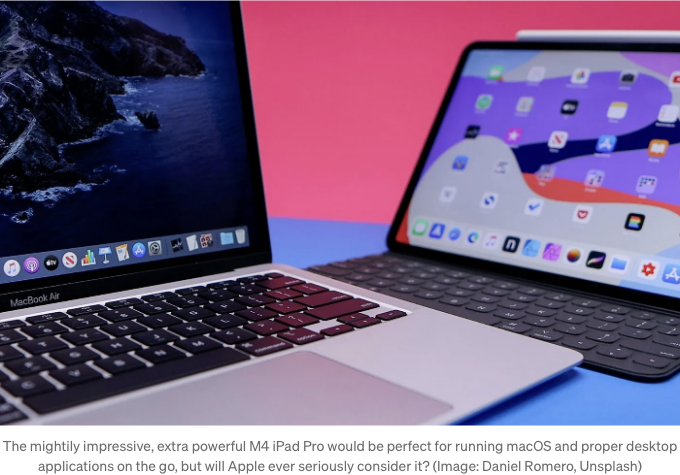 MacBook Air
The mightily impressive, extra powerful M4 iPad Pro would be perfect for running macOS and proper desktop
applications on the go, but will Apple ever seriously consider it? (Image: Daniel Romero, Unsplash)